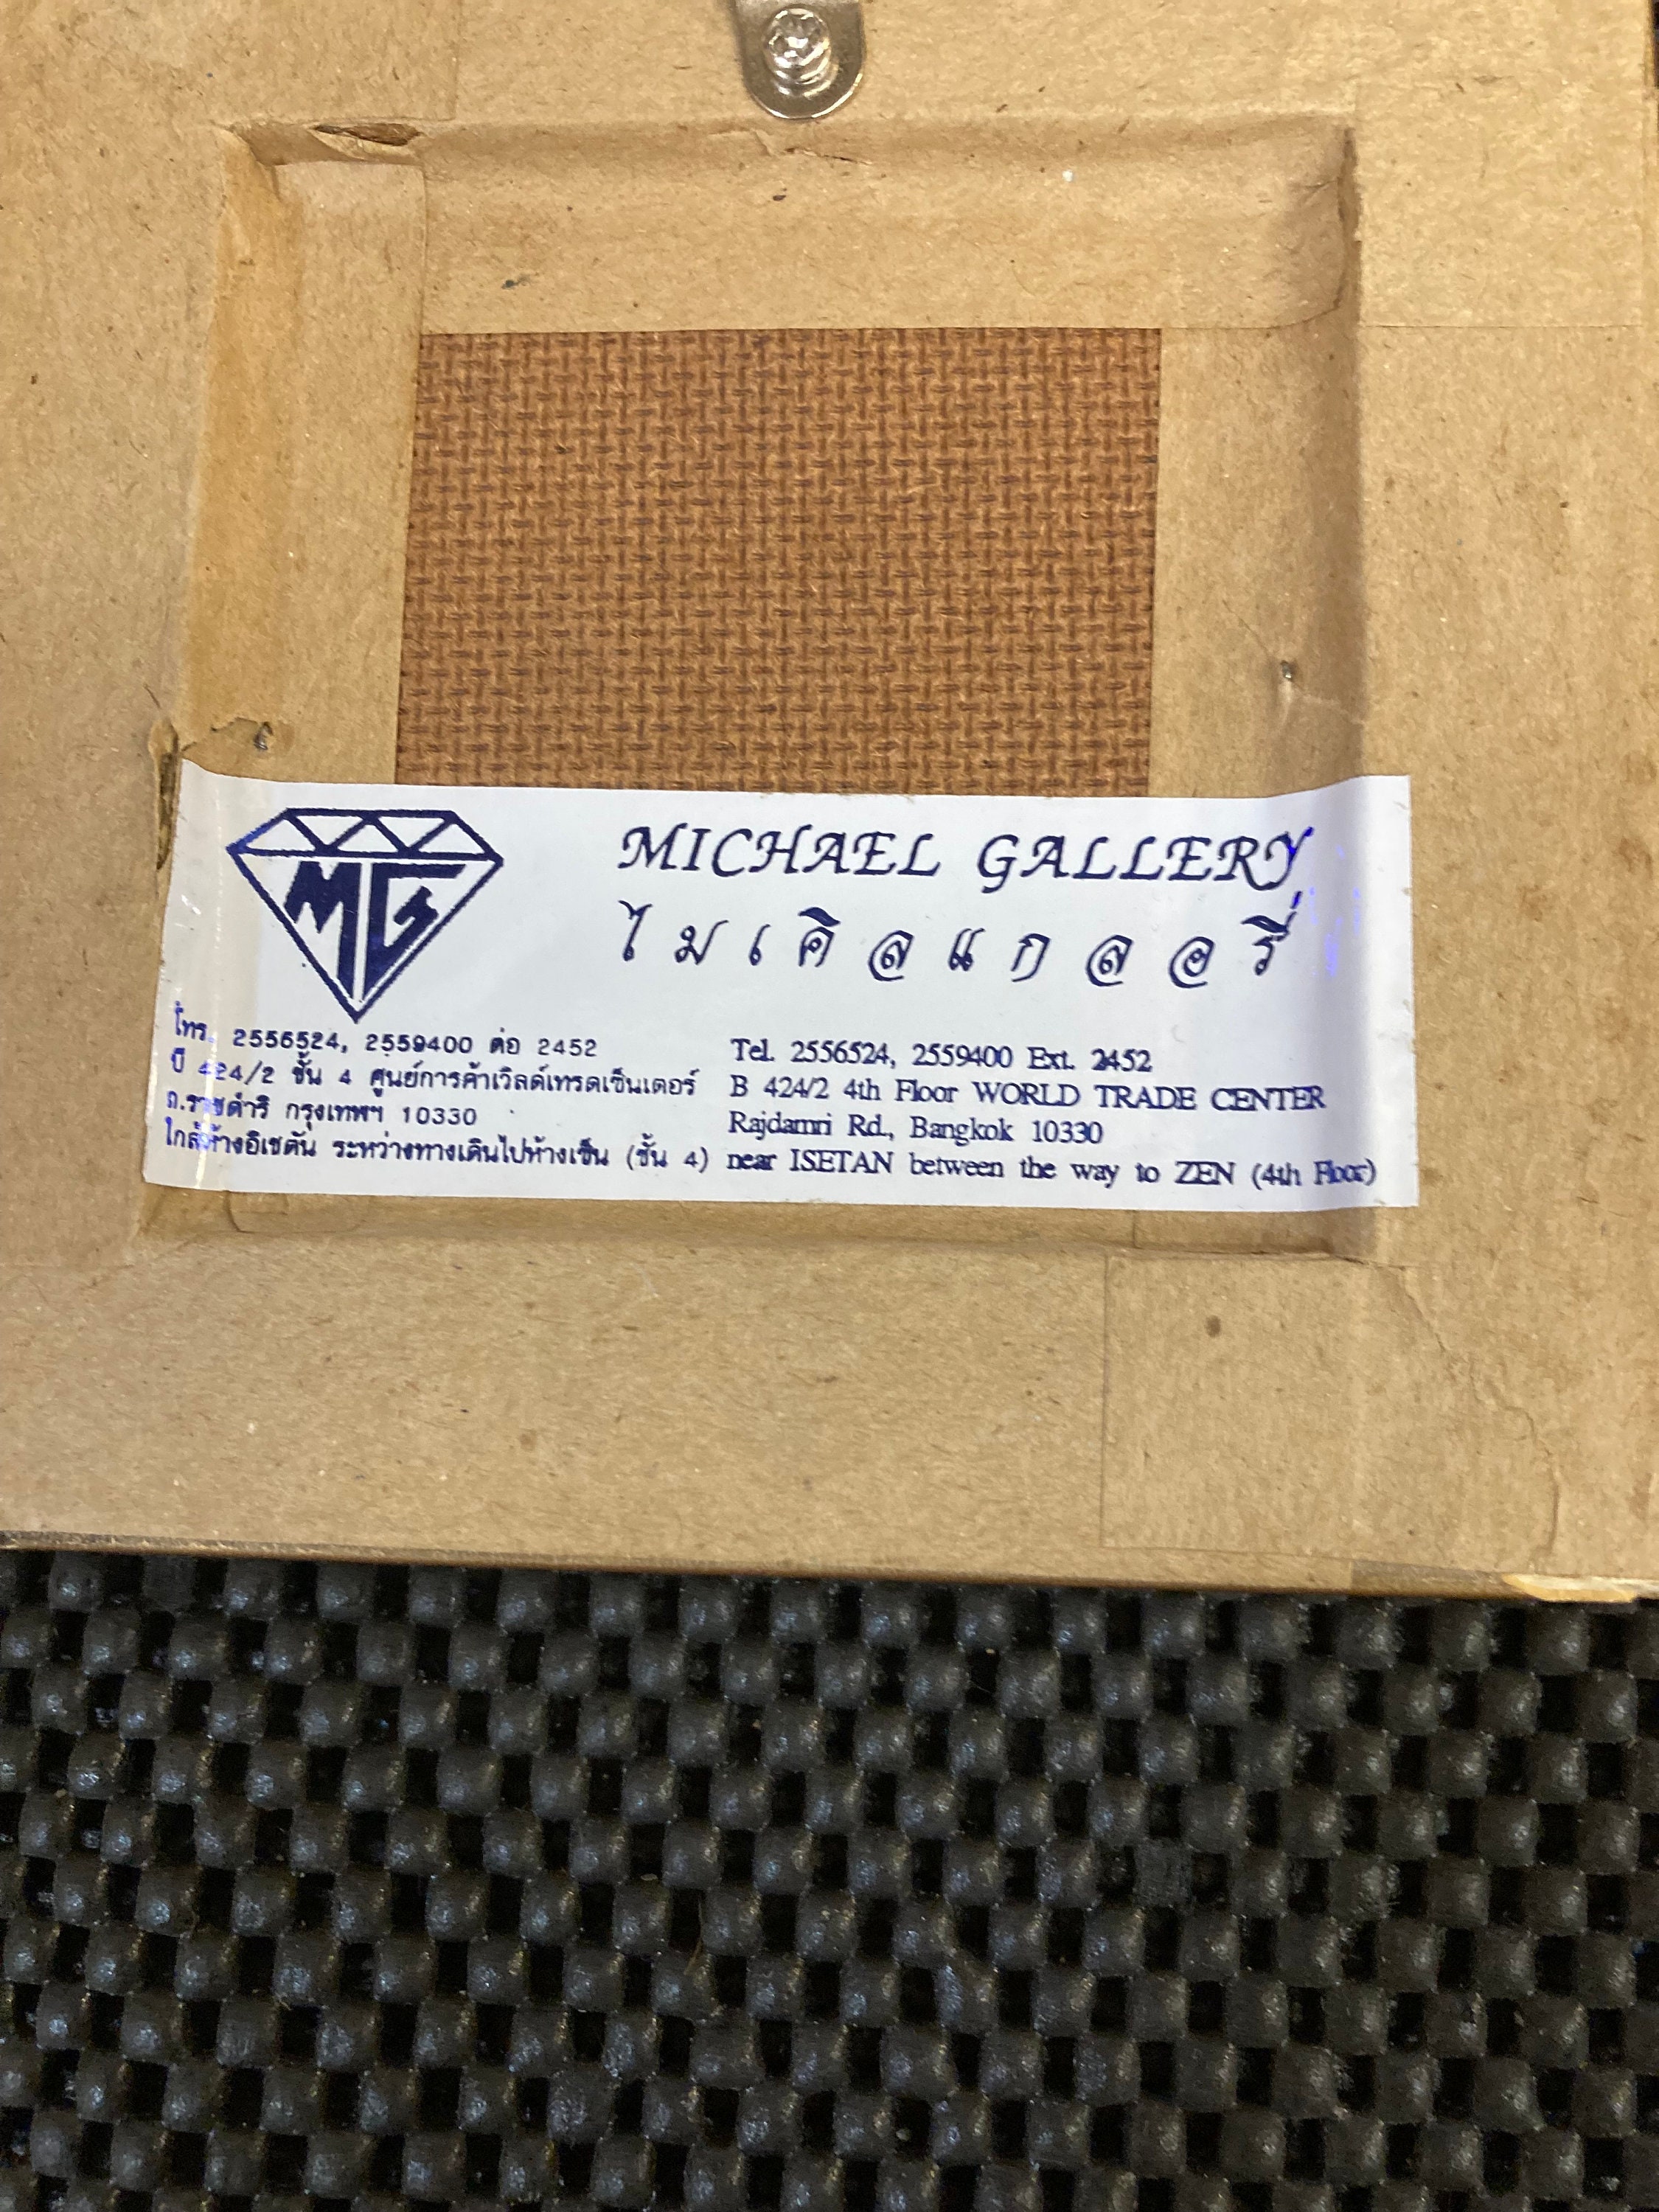 MG
MICHAEL GALLERY
ไมเคิลแกลอรี่
โทร. 2556524, 2559400 ต่อ 2452
บี 424/2 ชั้น 4 ศูนย์การค้าเวิลด์เทรดเซ็นเตอร์
ถ.ราชดำริ กรุงเทพฯ 10330
ใกล้ห้างอิเซตัน ระหว่างทางเดินไปห้างเซ็น (ชั้น 4)
Tel. 2556524, 2559400 Ext. 2452
B 424/2 4th Floor WORLD TRADE CENTER
Rajdamri Rd., Bangkok 10330
near ISETAN between the way to ZEN (4th Floor)